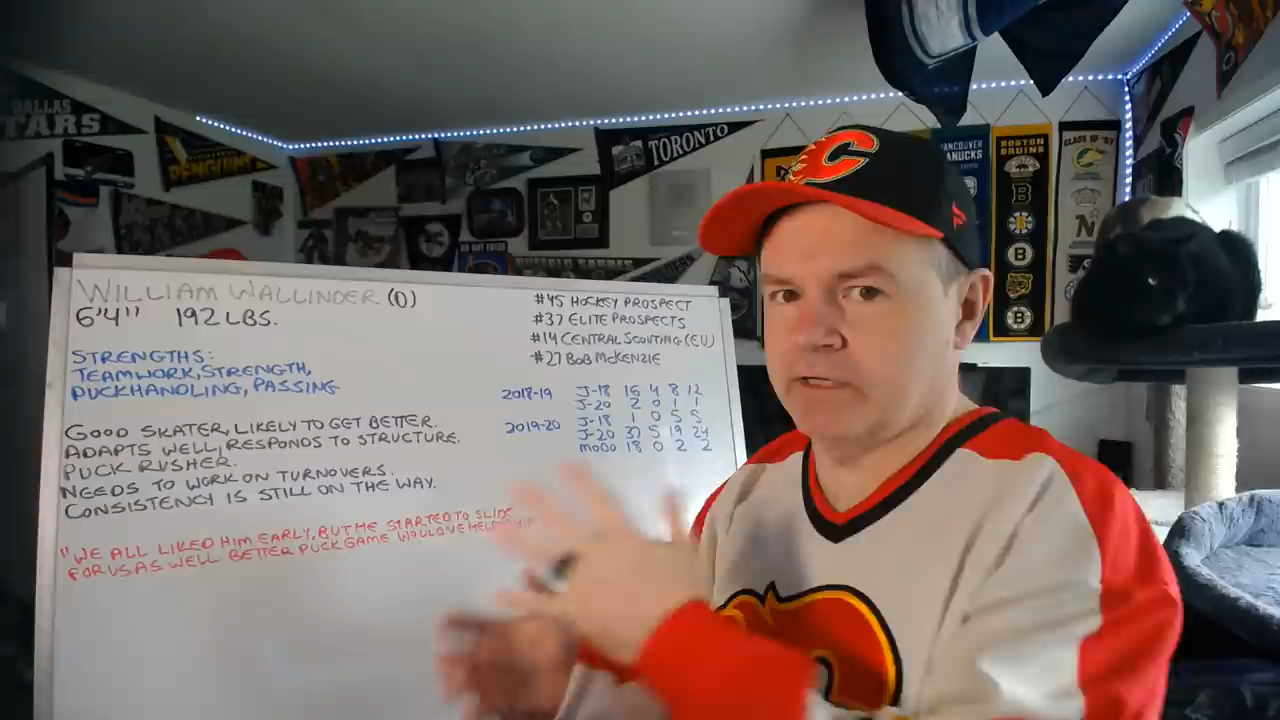 WILLIAM WALLINDER (D)
6'4" 192 LBS.
STRENGTHS:
TEAMWORK, STRENGTH,
PUCKHANDLING, PASSING
GOOD SKATER, LIKELY TO GET BETTER.
ADAPTS WELL, RESPONDS TO STRUCTURE.
PUCK RUSHER.
NEEDS TO WORK ON TURNOVERS.
CONSISTENCY IS STILL ON THE WAY.
"WE ALL LIKED HIM EARLY, BUT HE STARTED TO SLIDE
FOR US AS WELL BETTER PUCK GAME WOULD'VE
#45 HOCKEY PROSPECT
#37 ELITE PROSPECTS
#14 CENTRAL SCOUTING (EU)
#27 BOB McKENZIE
2018-19 J-18 16 4 8 12
J-20 2 0 1 1
2019-20 J-18 1 0 5 5
J-20 37 5 19 24
MODO 18 0 2 2
DALLAS
STARS
PENGUINS
TORONTO
VANCOUVER
CANUCKS
BOSTON
BRUINS
B
B
B
CLASS OF '67
N
C